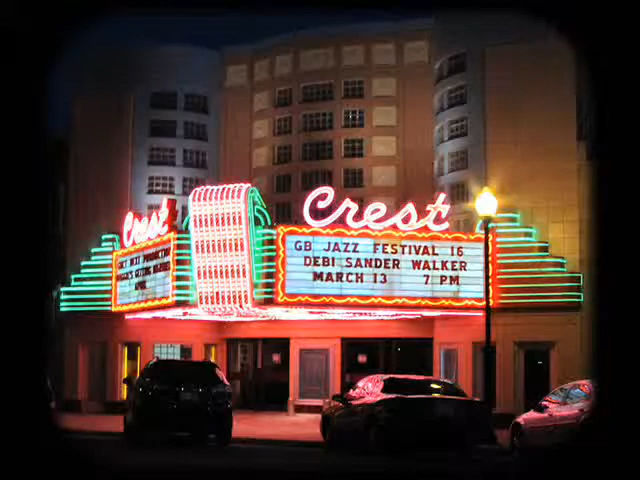 Crest
Crest
GB JAZZ FESTIVAL 16
DEBI SANDER WALKER
MARCH 13 7 PM